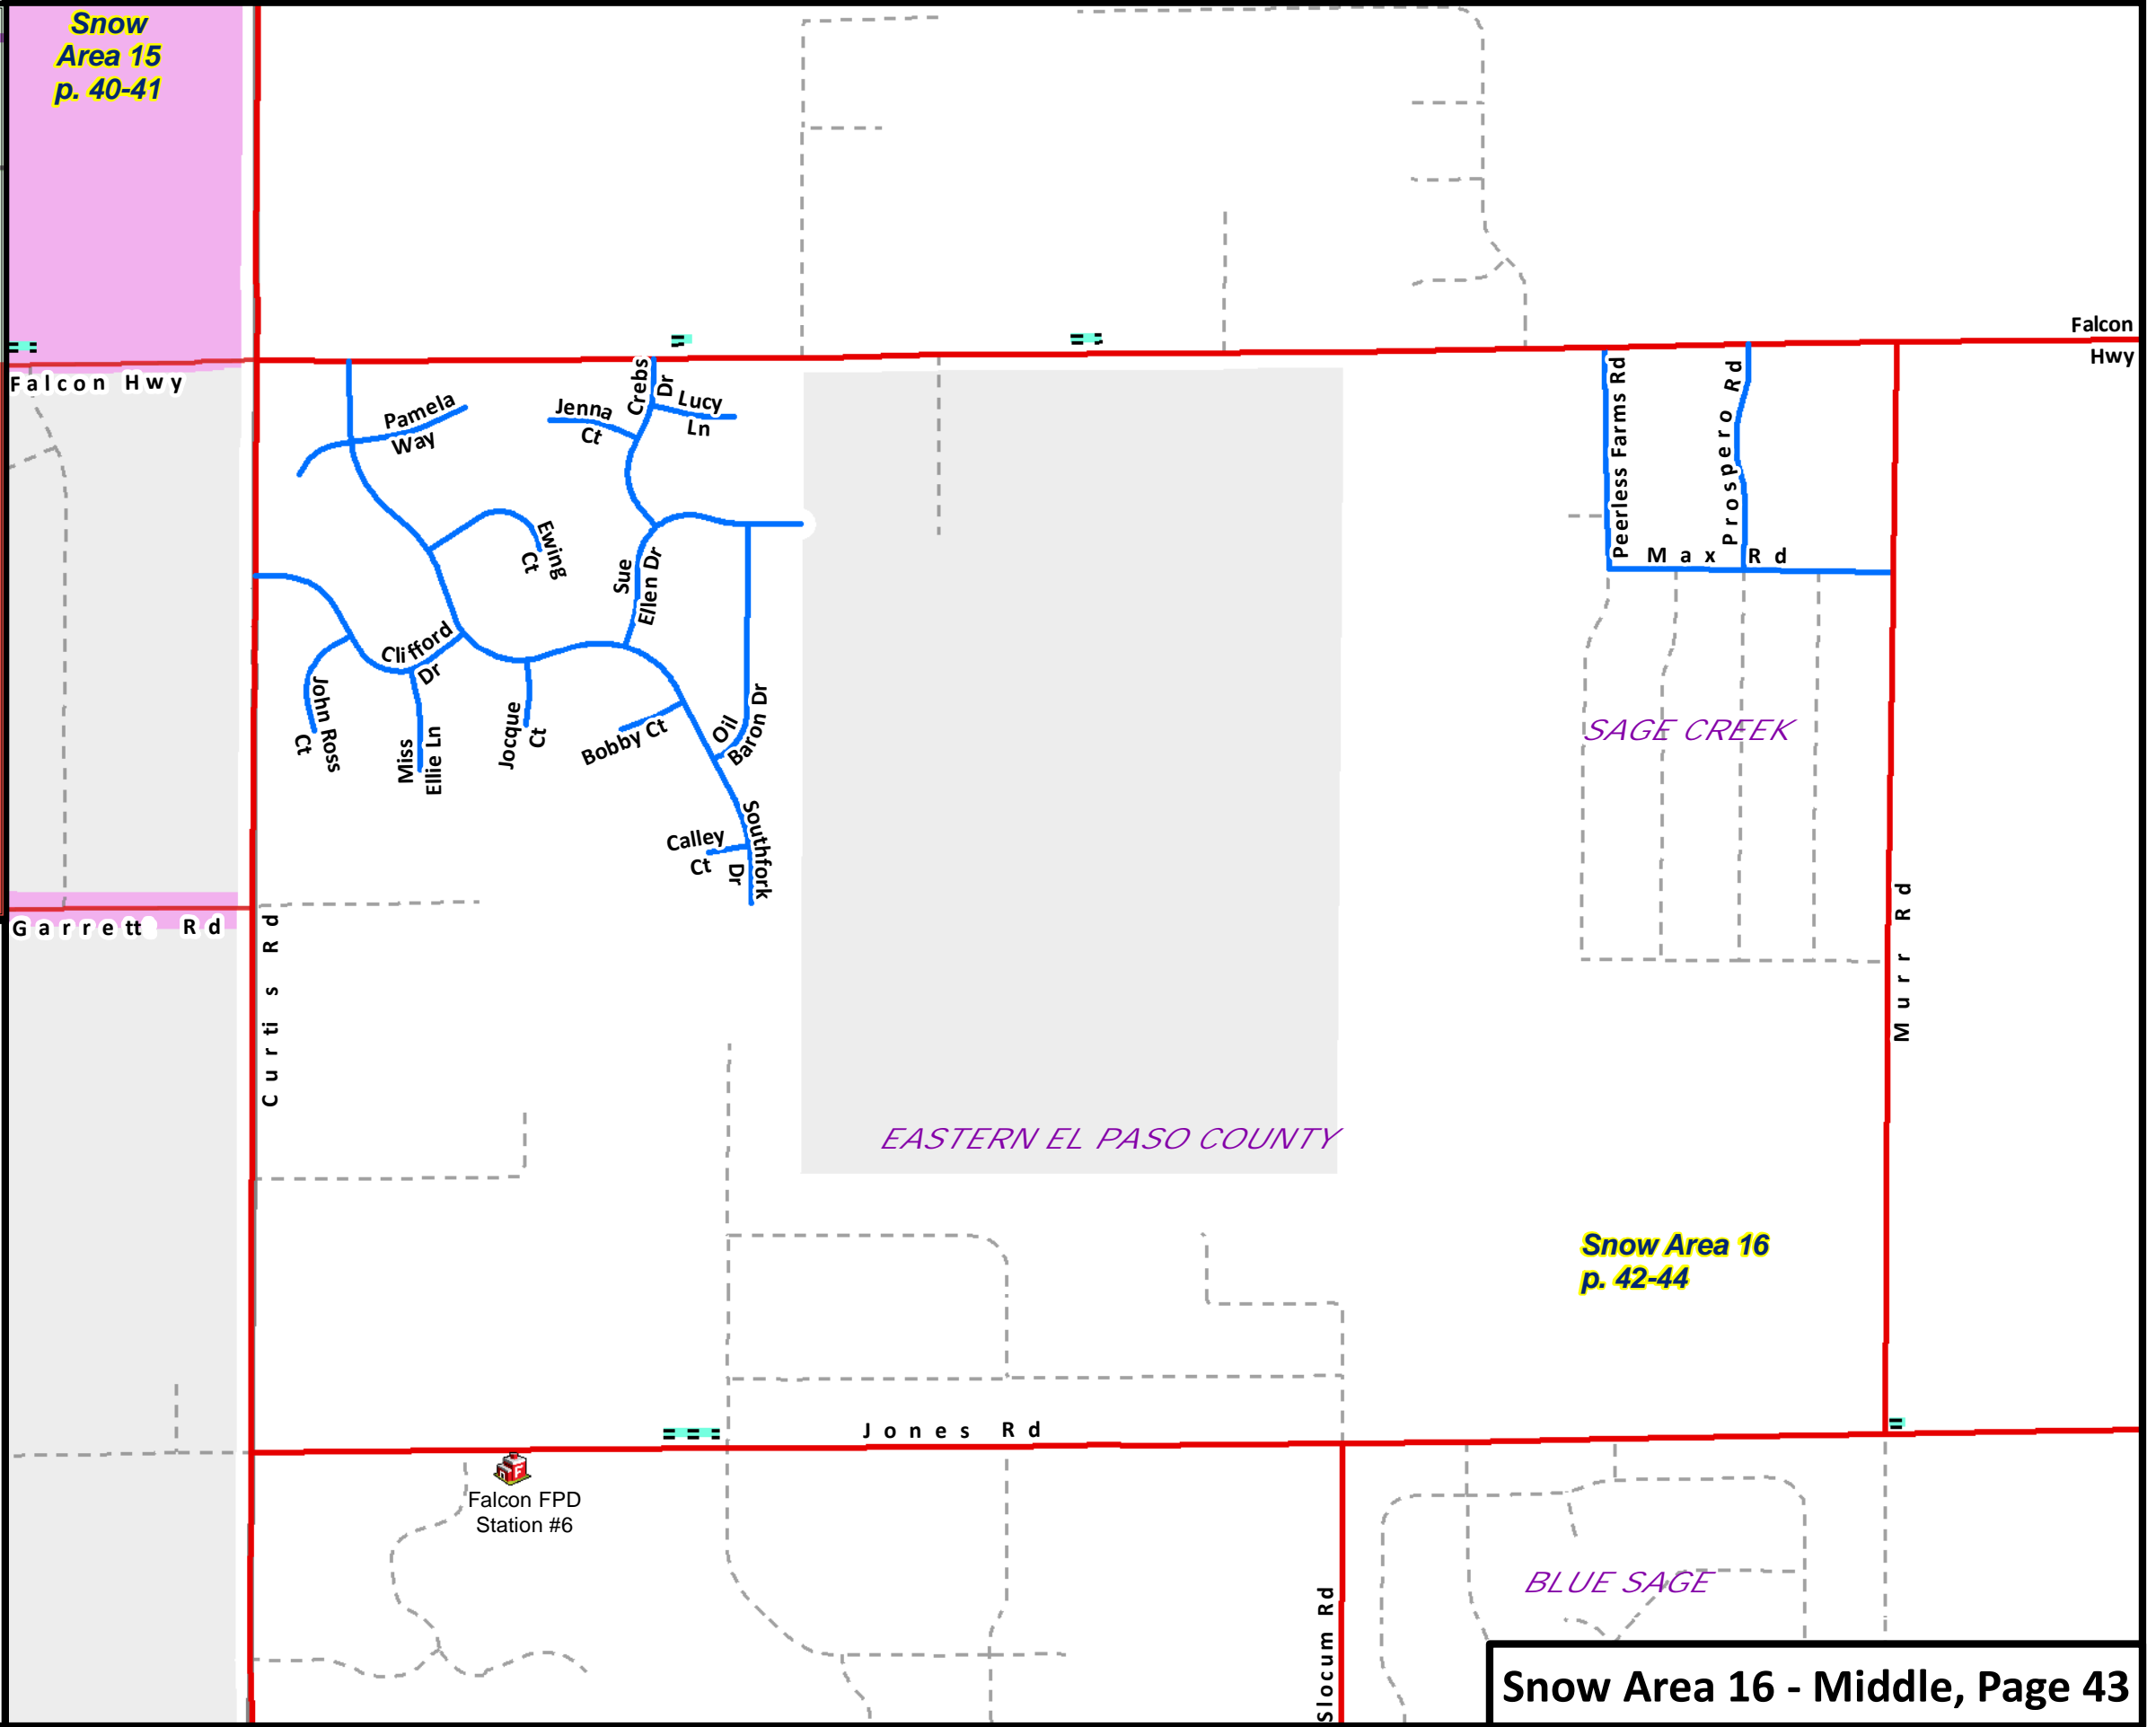 Snow
Area 15
p. 40-41
Falcon
Hwy
Falcon Hwy
Pamela
Way
Crebs
Dr
Lucy
Ln
Jenna
Ct
Peerless Farms Rd
Prospero Rd
Max Rd
Ewing
Ct
Sue
Ellen Dr
Clifford
Dr
John Ross
Ct
Miss
Ellie Ln
Jocque
Ct
Bobby Ct
Oil
Baron Dr
Southfork
Dr
Calley
Ct
SAGE CREEK
Garrett Rd
Curtis Rd
Murr Rd
EASTERN EL PASO COUNTY
Snow Area 16
p. 42-44
Jones Rd
F
Falcon FPD
Station #6
Slocum Rd
BLUE SAGE
Snow Area 16 - Middle, Page 43